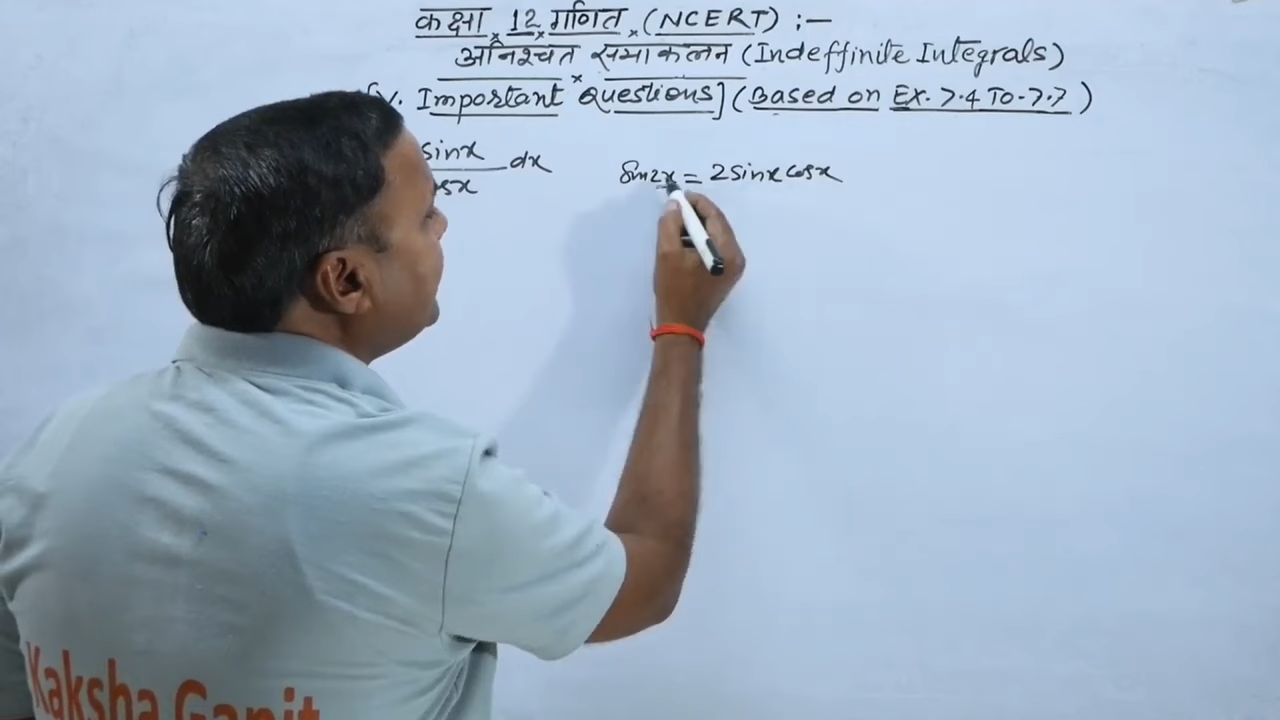 कक्षा 12 गणित (NCERT) :-
अनिश्चत समाकलन (Indeffinite Integrals)
V. Important Questions] (Based on Ex. 7.4 To-7.7)
sinx dx
sin2x = 2sinx cosx
Kaksha Ganit